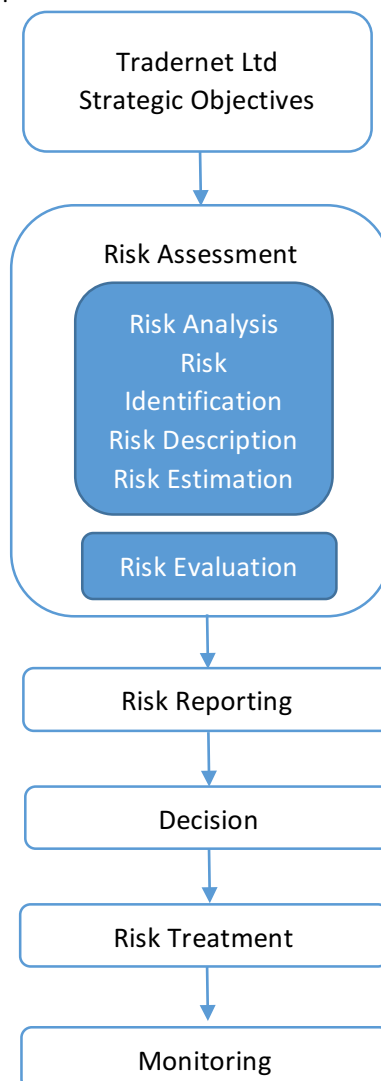 Tradernet Ltd
Strategic Objectives
Risk Assessment
Risk Analysis
Risk
Identification
Risk Description
Risk Estimation
Risk Evaluation
Risk Reporting
Decision
Risk Treatment
Monitoring